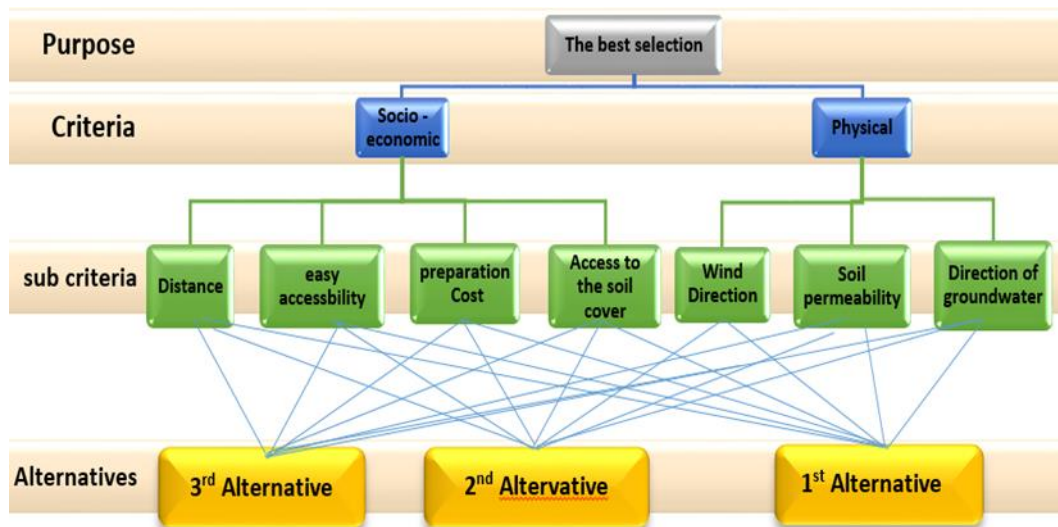 Purpose
The best selection
Criteria
Socio -
economic
Physical
sub criteria
Distance
easy
accessbility
preparation
Cost
Access to
the soil
cover
Wind
Direction
Soil
permeability
Direction of
groundwater
Alternatives
3rd Alternative
2nd Altervative
1st Alternative